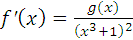 f'(x) = g(x) / (x³+1)²